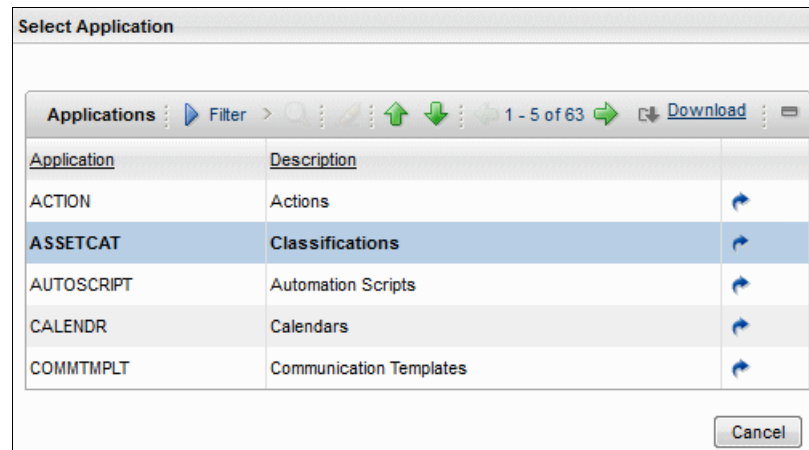 Select Application
Applications Filter 1 - 5 of 63 Download
Application Description
ACTION Actions
ASSETCAT Classifications
AUTOSCRIPT Automation Scripts
CALENDR Calendars
COMMTMPLT Communication Templates
Cancel